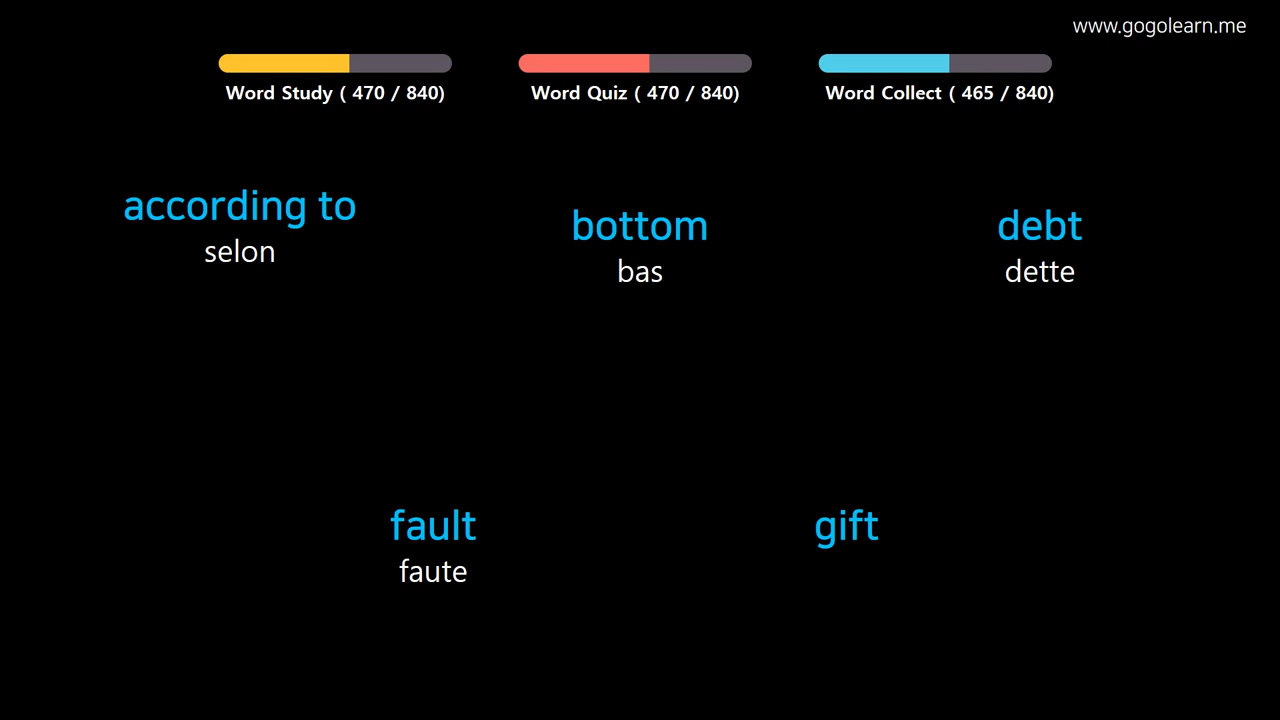 www.gogolearn.me
Word Study ( 470 / 840)
Word Quiz ( 470 / 840)
Word Collect ( 465 / 840)
according to
selon
bottom
bas
debt
dette
fault
faute
gift